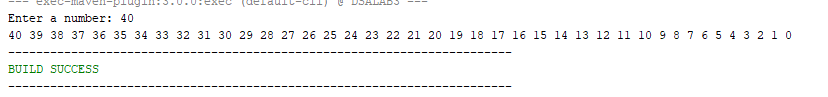 --- exec-maven-plugin:3.0.0:exec (default-cli) @ DSALAB3 ---
Enter a number: 40
40 39 38 37 36 35 34 33 32 31 30 29 28 27 26 25 24 23 22 21 20 19 18 17 16 15 14 13 12 11 10 9 8 7 6 5 4 3 2 1 0
------------------------------------------------------------------------
BUILD SUCCESS
------------------------------------------------------------------------